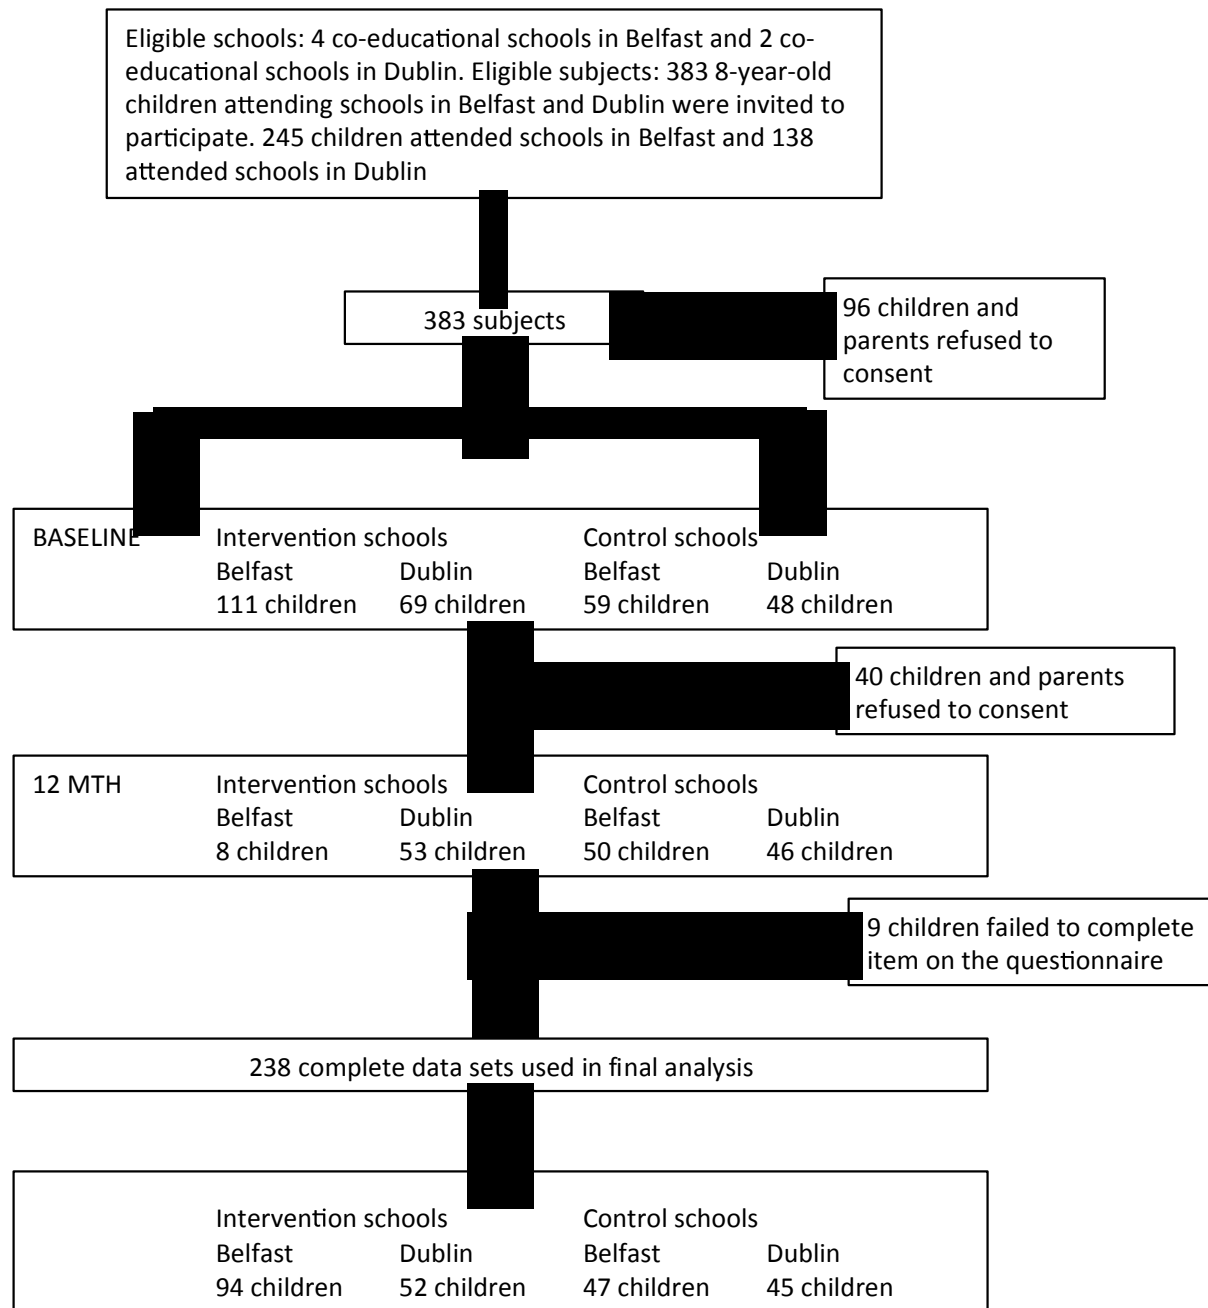 Eligible schools: 4 co-educational schools in Belfast and 2 co-
educational schools in Dublin. Eligible subjects: 383 8-year-old
children attending schools in Belfast and Dublin were invited to
participate. 245 children attended schools in Belfast and 138
attended schools in Dublin
383 subjects
96 children and
parents refused to
consent
BASELINE Intervention schools Control schools
Belfast Dublin Belfast Dublin
111 children 69 children 59 children 48 children
40 children and parents
refused to consent
12 MTH Intervention schools Control schools
Belfast Dublin Belfast Dublin
8 children 53 children 50 children 46 children
9 children failed to complete
item on the questionnaire
238 complete data sets used in final analysis
Intervention schools Control schools
Belfast Dublin Belfast Dublin
94 children 52 children 47 children 45 children